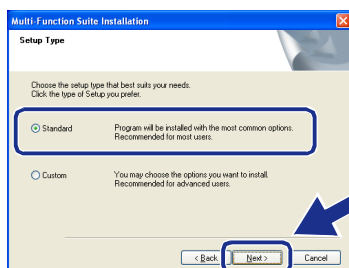 Multi-Function Suite Installation
Setup Type
Choose the setup type that best suits your needs.
Click the type of Setup you prefer.
Standard
Program will be installed with the most common options.
Recommended for most users.
Custom
You may choose the options you want to install.
Recommended for advanced users.
< Back
Next >
Cancel